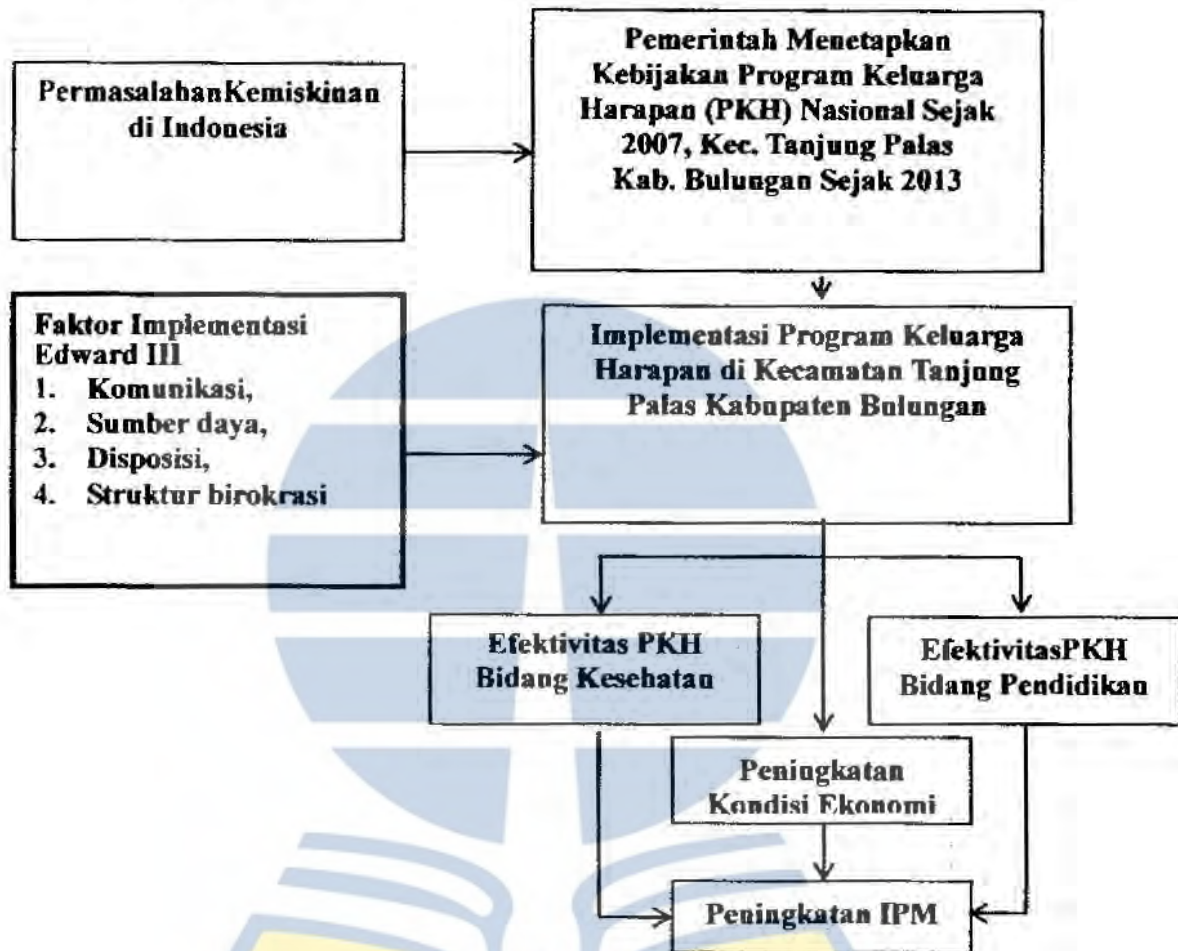 Permasalahan Kemiskinan
di Indonesia
Pemerintah Menetapkan
Kebijakan Program Keluarga
Harapan (PKH) Nasional Sejak
2007, Kec. Tanjung Palas
Kab. Bulungan Sejak 2013
Faktor Implementasi
Edward III
1. Komunikasi,
2. Sumber daya,
3. Disposisi,
4. Struktur birokrasi
Implementasi Program Keluarga
Harapan di Kecamatan Tanjung
Palas Kabupaten Bulungan
Efektivitas PKH
Bidang Kesehatan
EfektivitasPKH
Bidang Pendidikan
Peningkatan
Kondisi Ekonomi
Peningkatan IPM